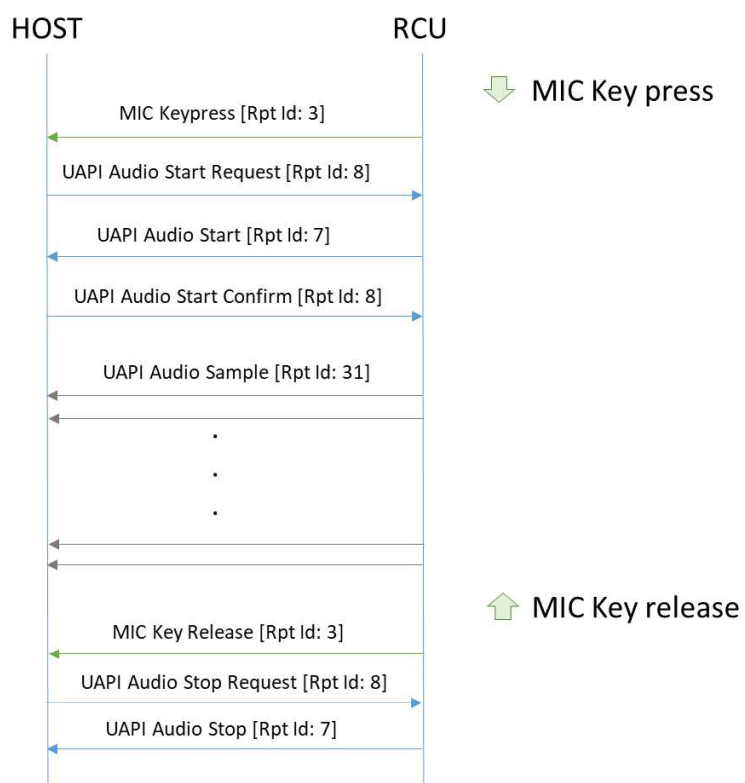 HOST
RCU
MIC Key press
MIC Keypress [Rpt Id: 3]
UAPI Audio Start Request [Rpt Id: 8]
UAPI Audio Start [Rpt Id: 7]
UAPI Audio Start Confirm [Rpt Id: 8]
UAPI Audio Sample [Rpt Id: 31]
.
.
.
MIC Key release
MIC Key Release [Rpt Id: 3]
UAPI Audio Stop Request [Rpt Id: 8]
UAPI Audio Stop [Rpt Id: 7]